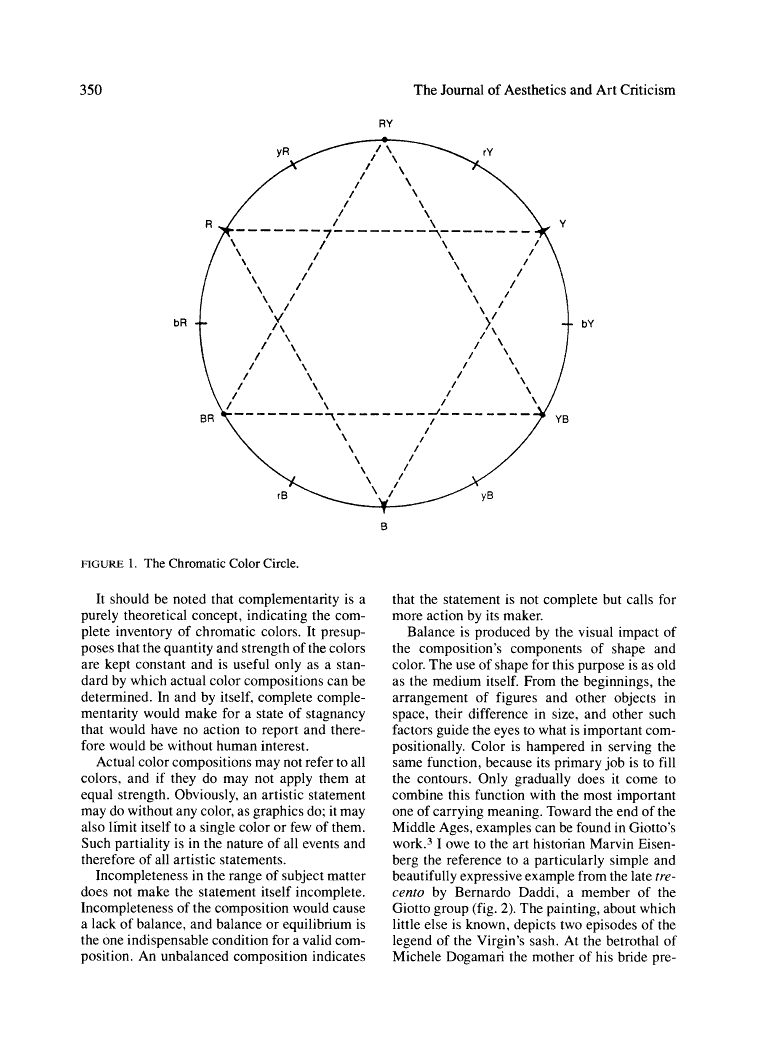 350
The Journal of Aesthetics and Art Criticism
RY
yR
rY
R
Y
bR
bY
BR
YB
rB
yB
B
FIGURE 1. The Chromatic Color Circle.
It should be noted that complementarity is a
purely theoretical concept, indicating the com-
plete inventory of chromatic colors. It presup-
poses that the quantity and strength of the colors
are kept constant and is useful only as a stan-
dard by which actual color compositions can be
determined. In and by itself, complete comple-
mentarity would make for a state of stagnancy
that would have no action to report and there-
fore would be without human interest.
Actual color compositions may not refer to all
colors, and if they do may not apply them at
equal strength. Obviously, an artistic statement
may do without any color, as graphics do; it may
also limit itself to a single color or few of them.
Such partiality is in the nature of all events and
therefore of all artistic statements.
Incompleteness in the range of subject matter
does not make the statement itself incomplete.
Incompleteness of the composition would cause
a lack of balance, and balance or equilibrium is
the one indispensable condition for a valid com-
position. An unbalanced composition indicates
that the statement is not complete but calls for
more action by its maker.
Balance is produced by the visual impact of
the composition's components of shape and
color. The use of shape for this purpose is as old
as the medium itself. From the beginnings, the
arrangement of figures and other objects in
space, their difference in size, and other such
factors guide the eyes to what is important com-
positionally. Color is hampered in serving the
same function, because its primary job is to fill
the contours. Only gradually does it come to
combine this function with the most important
one of carrying meaning. Toward the end of the
Middle Ages, examples can be found in Giotto's
work.³ I owe to the art historian Marvin Eisen-
berg the reference to a particularly simple and
beautifully expressive example from the late tre-
cento by Bernardo Daddi, a member of the
Giotto group (fig. 2). The painting, about which
little else is known, depicts two episodes of the
legend of the Virgin's sash. At the betrothal of
Michele Dogamari the mother of his bride pre-